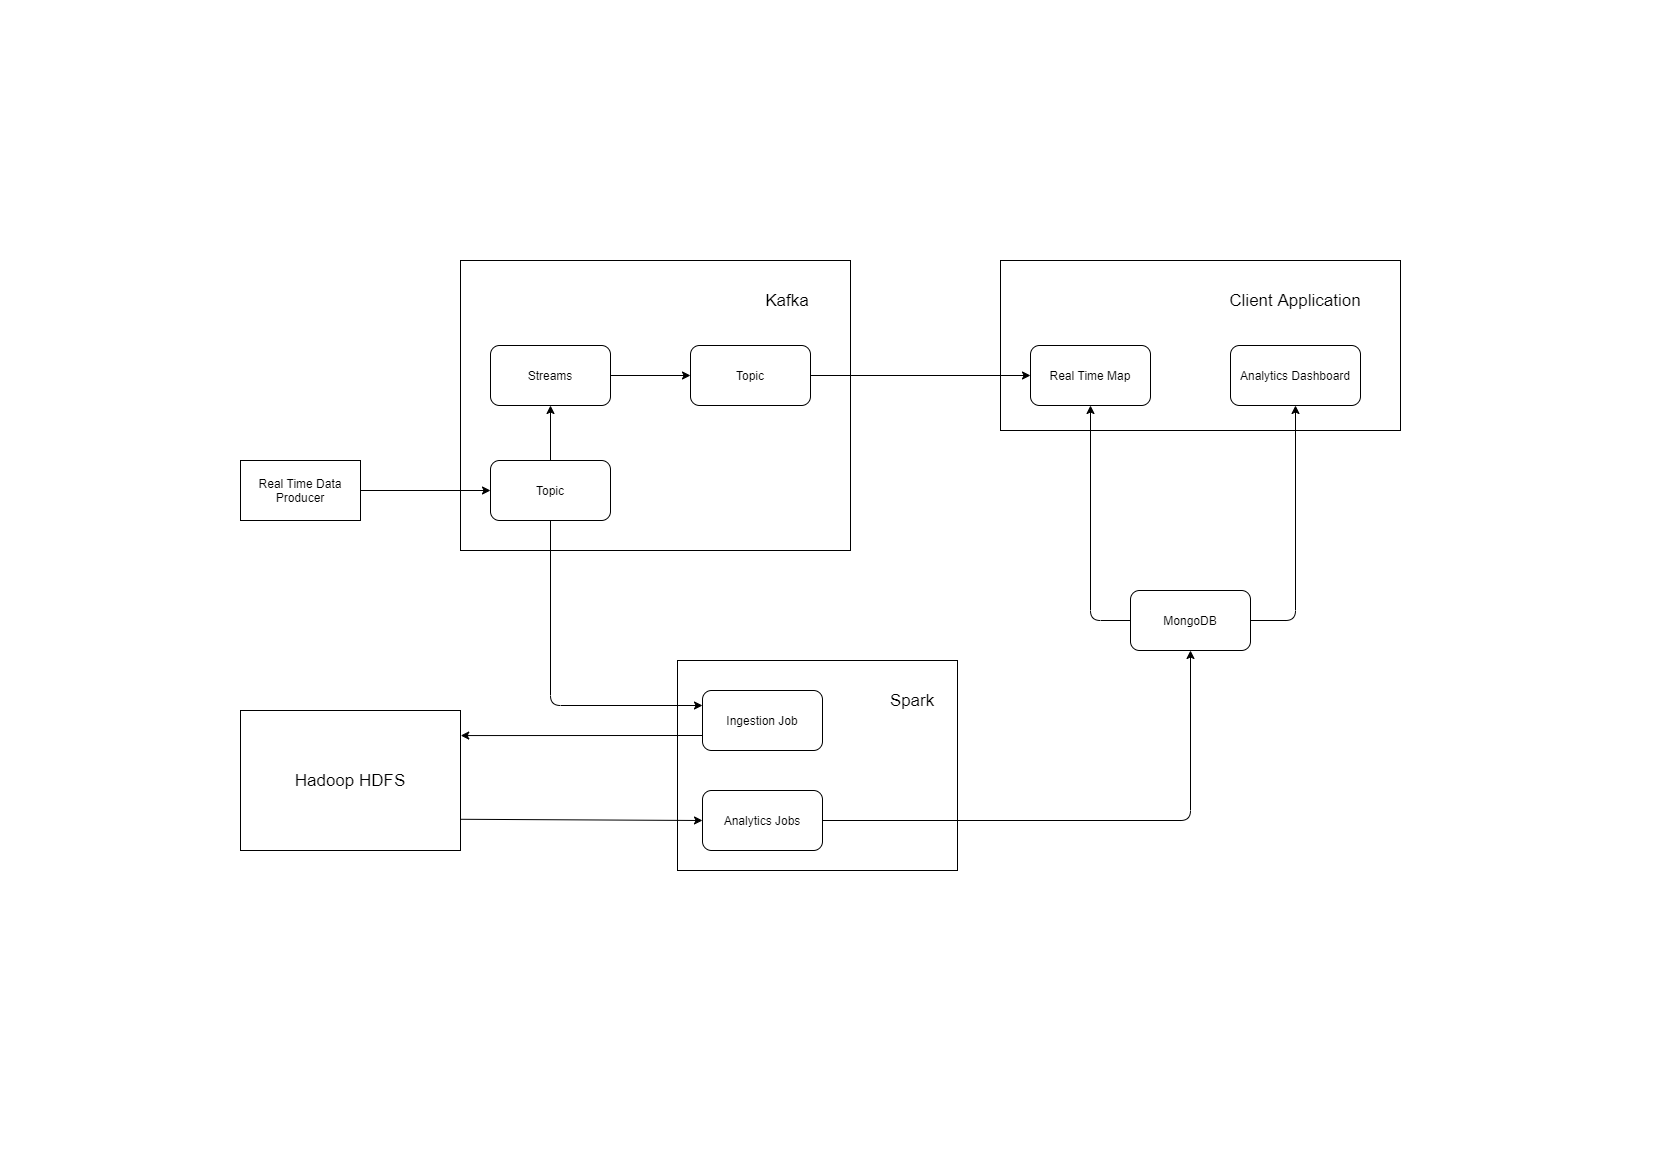 Kafka
Client Application
Streams
Topic
Real Time Map
Analytics Dashboard
Real Time Data
Producer
Topic
MongoDB
Spark
Ingestion Job
Hadoop HDFS
Analytics Jobs